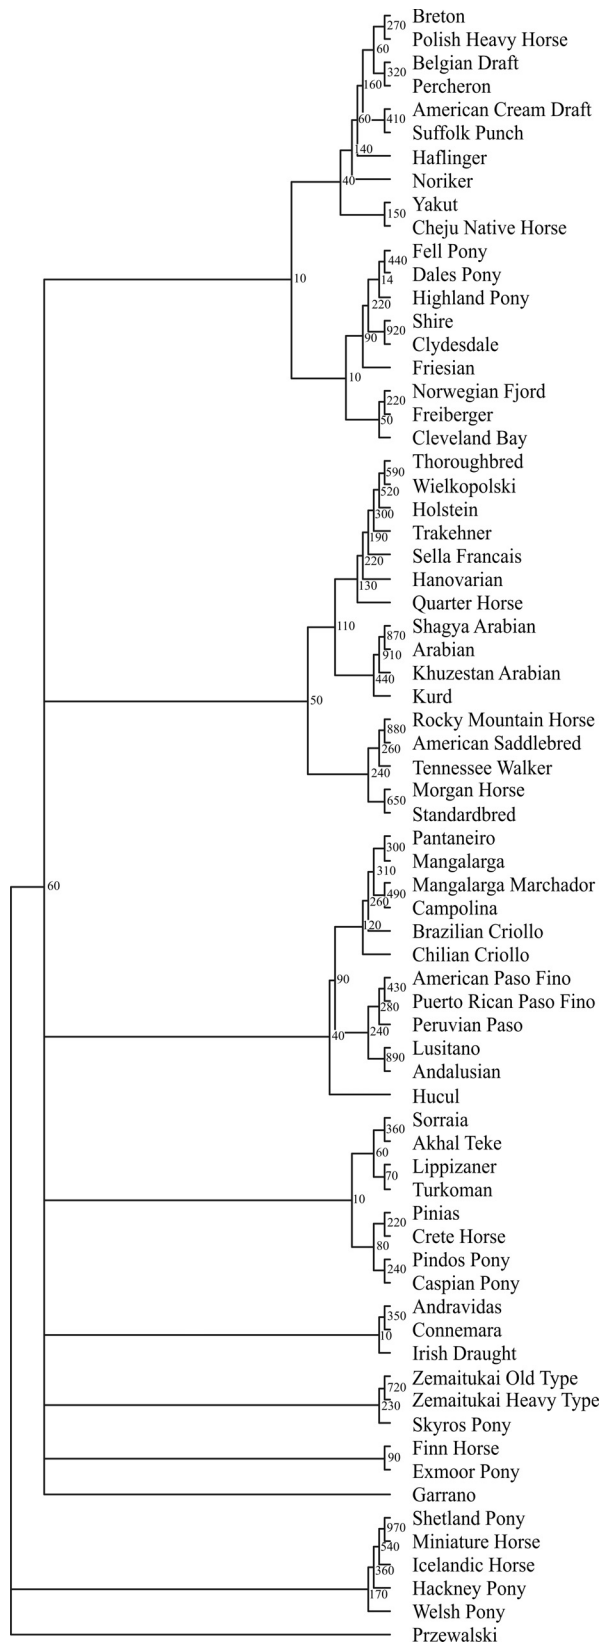 Breton
270
Polish Heavy Horse
60
Belgian Draft
320
160
Percheron
American Cream Draft
60
410
Suffolk Punch
140
Haflinger
40
Noriker
Yakut
150
Cheju Native Horse
Fell Pony
440
10
14
Dales Pony
220
Highland Pony
Shire
920
90
Clydesdale
Friesian
10
Norwegian Fjord
220
Freiberger
50
Cleveland Bay
Thoroughbred
590
Wielkopolski
520
Holstein
300
Trakehner
190
Sella Francais
220
Hanovarian
130
Quarter Horse
110
Shagya Arabian
870
Arabian
910
Khuzestan Arabian
440
Kurd
50
Rocky Mountain Horse
880
American Saddlebred
260
Tennessee Walker
240
Morgan Horse
650
Standardbred
Pantaneiro
300
Mangalarga
310
60
Mangalarga Marchador
490
260
Campolina
120
Brazilian Criollo
Chilian Criollo
90
American Paso Fino
430
Puerto Rican Paso Fino
280
Peruvian Paso
40
240
Lusitano
890
Andalusian
Hucul
Sorraia
360
Akhal Teke
60
Lippizaner
70
Turkoman
10
Pinias
220
Crete Horse
80
Pindos Pony
240
Caspian Pony
Andravidas
350
Connemara
10
Irish Draught
Zemaitukai Old Type
720
Zemaitukai Heavy Type
230
Skyros Pony
Finn Horse
90
Exmoor Pony
Garrano
Shetland Pony
970
Miniature Horse
540
Icelandic Horse
360
Hackney Pony
170
Welsh Pony
Przewalski